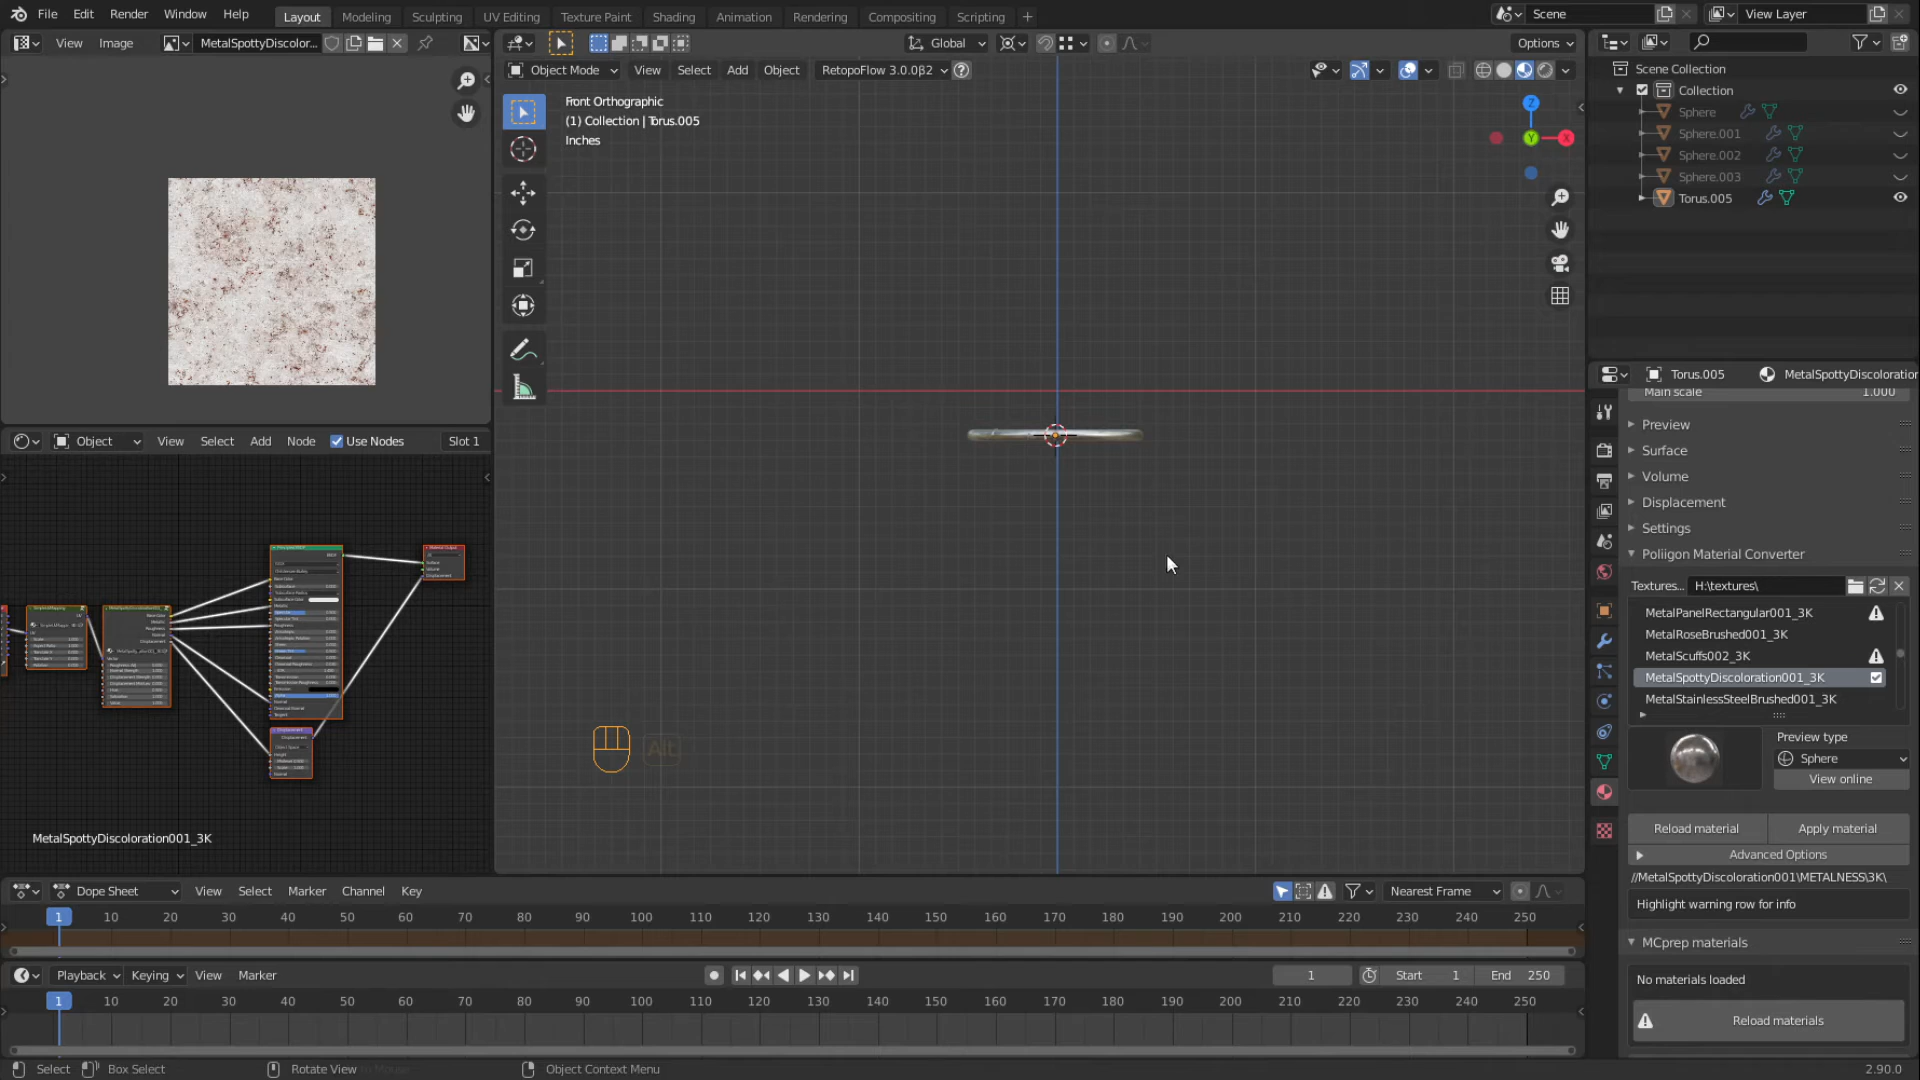 File Edit Render Window Help Layout Modeling Sculpting UV Editing Texture Paint Shading Animation Rendering Compositing Scripting + Scene View Layer
View Image MetalSpottyDiscolor... Global Options
Object Mode View Select Add Object RetopoFlow 3.0.0β2
Front Orthographic
(1) Collection | Torus.005
Inches
Z
Y
X
Scene Collection
Collection
Sphere
Sphere.001
Sphere.002
Sphere.003
Torus.005
Torus.005 MetalSpottyDiscoloration
Main scale 1.000
Preview
Surface
Volume
Displacement
Settings
Poliigon Material Converter
Textures... H:\textures\
MetalPanelRectangular001_3K
MetalRoseBrushed001_3K
MetalScuffs002_3K
MetalSpottyDiscoloration001_3K
MetalStainlessSteelBrushed001_3K
Preview type
Sphere
View online
Reload material Apply material
Advanced Options
//MetalSpottyDiscoloration001\METALNESS\3K\
Highlight warning row for info
MCprep materials
No materials loaded
Reload materials
Object View Select Add Node Use Nodes Slot 1
MetalSpottyDiscoloration001_3K
Alt
Dope Sheet View Select Marker Channel Key Nearest Frame
1 10 20 30 40 50 60 70 80 90 100 110 120 130 140 150 160 170 180 190 200 210 220 230 240 250
Playback Keying View Marker 1 Start 1 End 250
1 10 20 30 40 50 60 70 80 90 100 110 120 130 140 150 160 170 180 190 200 210 220 230 240 250
Select Box Select Rotate View Object Context Menu 2.90.0